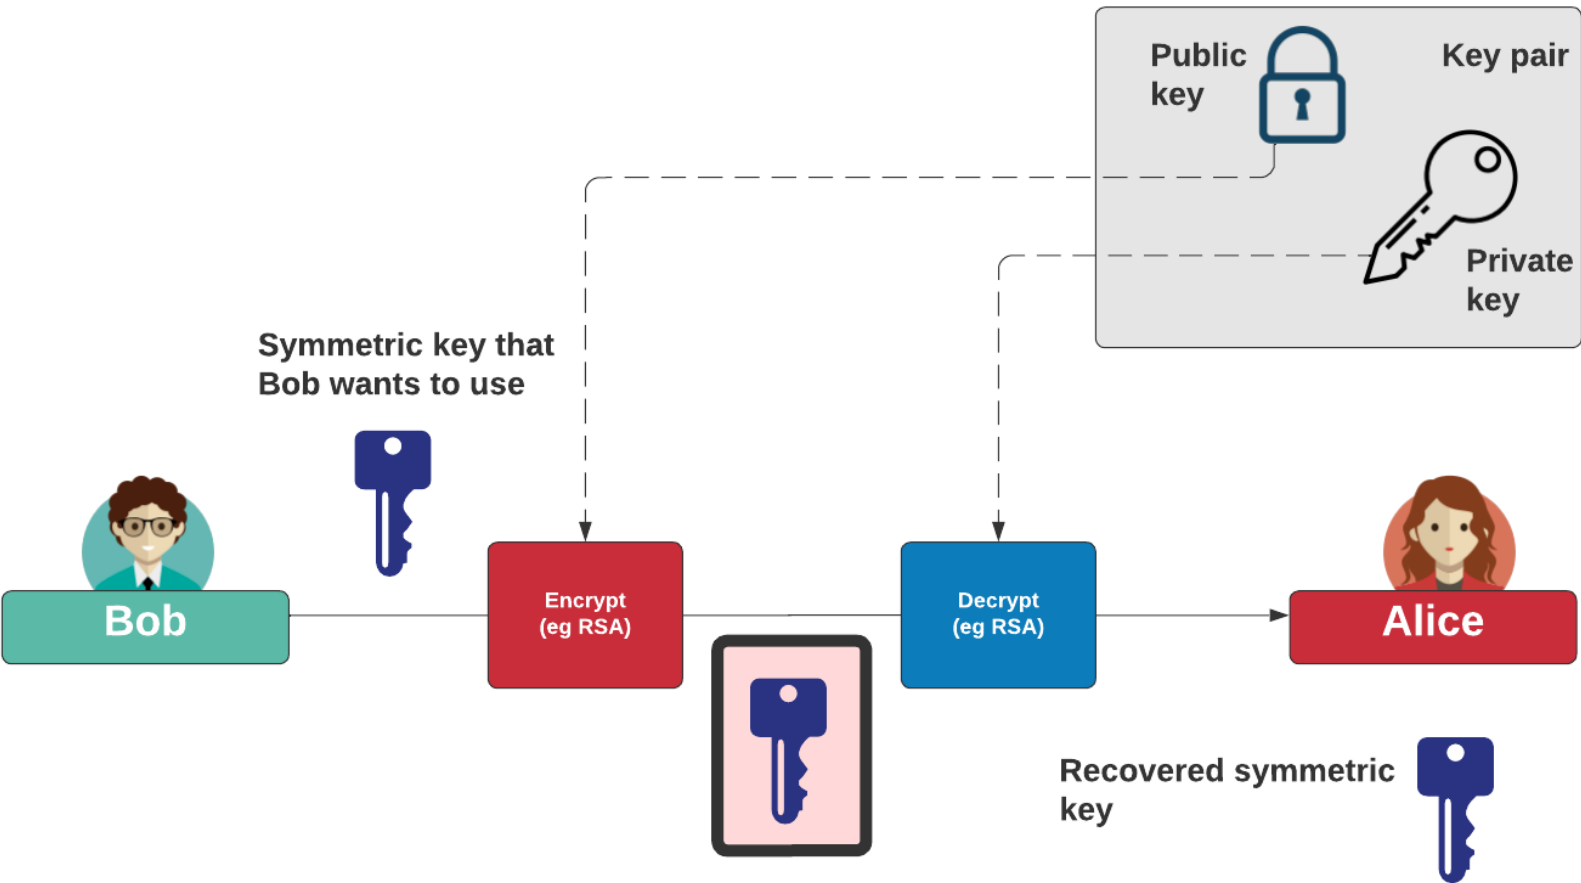 Public
key
Key pair
Private
key
Symmetric key that
Bob wants to use
Bob
Encrypt
(eg RSA)
Decrypt
(eg RSA)
Alice
Recovered symmetric
key